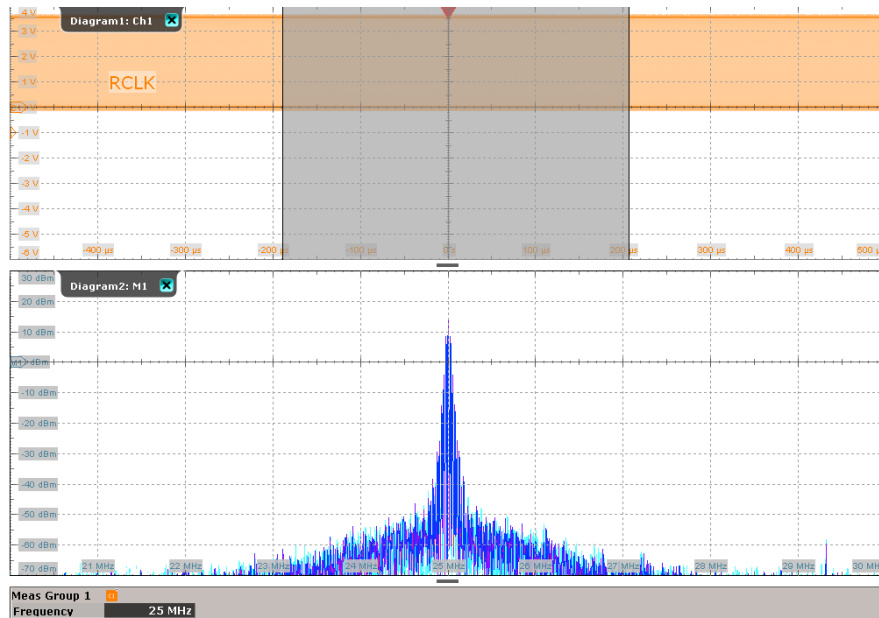 4 V
Diagram1: Ch1
3 V
1 V
RCLK
-1 V
-2 V
-3 V
-4 V
-5 V
-6 V
-400 µs
-300 µs
-200 µs
-100 µs
0 s
100 µs
200 µs
300 µs
400 µs
500 µ
30 dBm
Diagram2: M1
20 dBm
10 dBm
dBm
-10 dBm
-20 dBm
-30 dBm
-40 dBm
-50 dBm
-60 dBm
-70 dBm
21 MHz
22 MHz
23 MHz
24 MHz
25 MHz
26 MHz
27 MHz
28 MHz
29 MHz
30 MH
Meas Group 1
Frequency 25 MHz